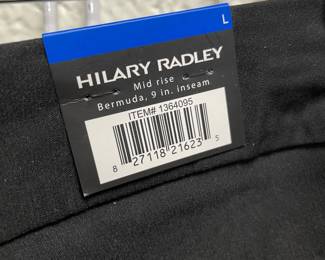 L
HILARY RADLEY
Mid rise
Bermuda, 9 in. inseam
ITEM# 1364095
8 27118 21623 5